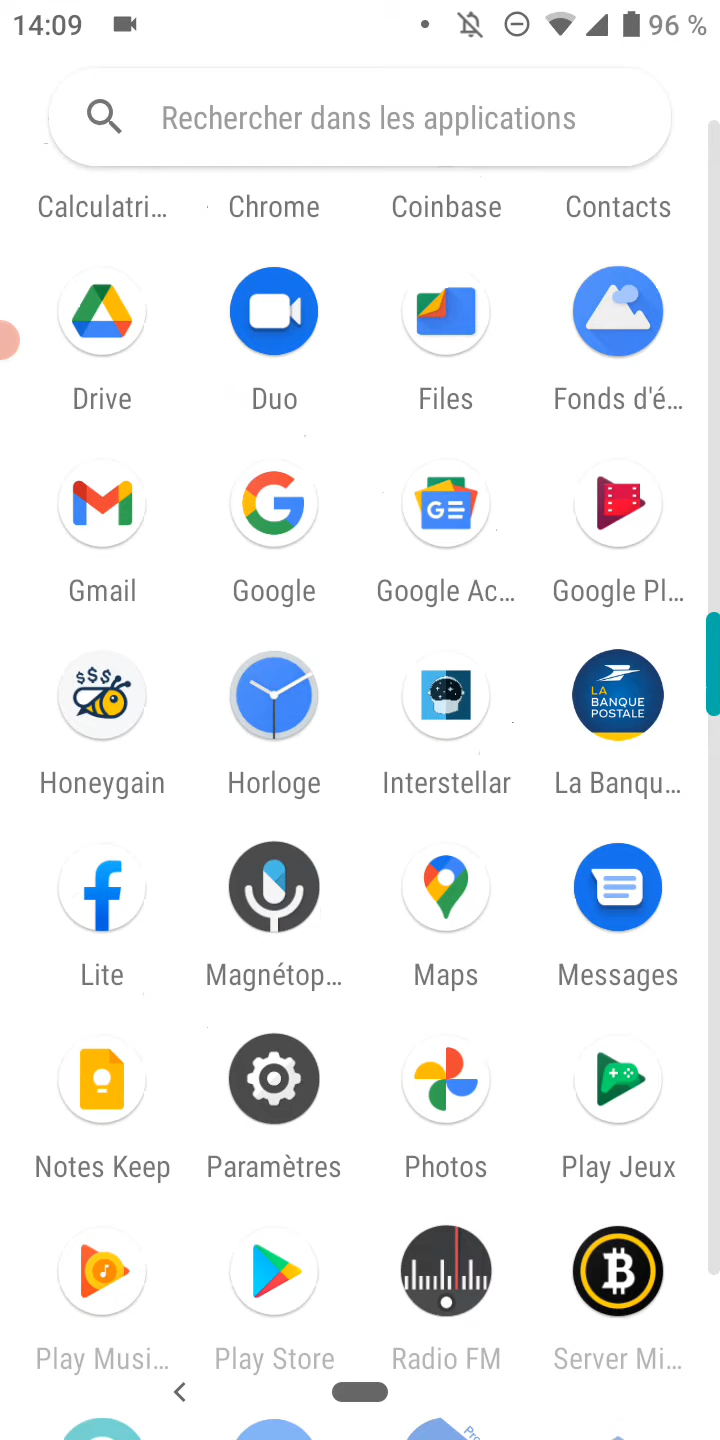 14:09 96 %
Rechercher dans les applications
Calculatri… Chrome Coinbase Contacts
Drive Duo Files Fonds d'é…
GE
Gmail Google Google Ac… Google Pl…
$$$
LA
BANQUE
POSTALE
Honeygain Horloge Interstellar La Banqu…
Lite Magnétop… Maps Messages
Notes Keep Paramètres Photos Play Jeux
Play Musi… Play Store Radio FM Server Mi…